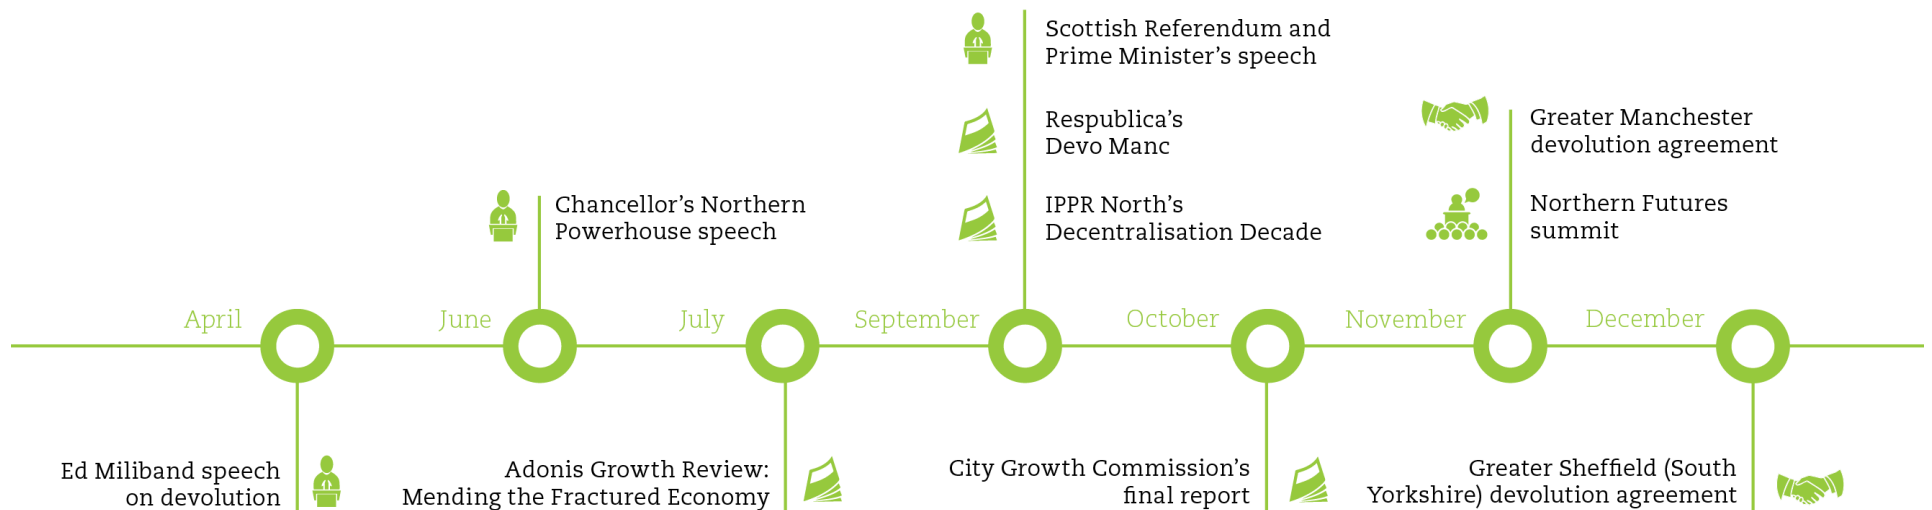 Scottish Referendum and
Prime Minister's speech
Respublica's
Devo Manc
IPPR North's
Decentralisation Decade
Greater Manchester
devolution agreement
Northern Futures
summit
Chancellor's Northern
Powerhouse speech
April
June
July
September
October
November
December
Ed Miliband speech
on devolution
Adonis Growth Review:
Mending the Fractured Economy
City Growth Commission's
final report
Greater Sheffield (South
Yorkshire) devolution agreement